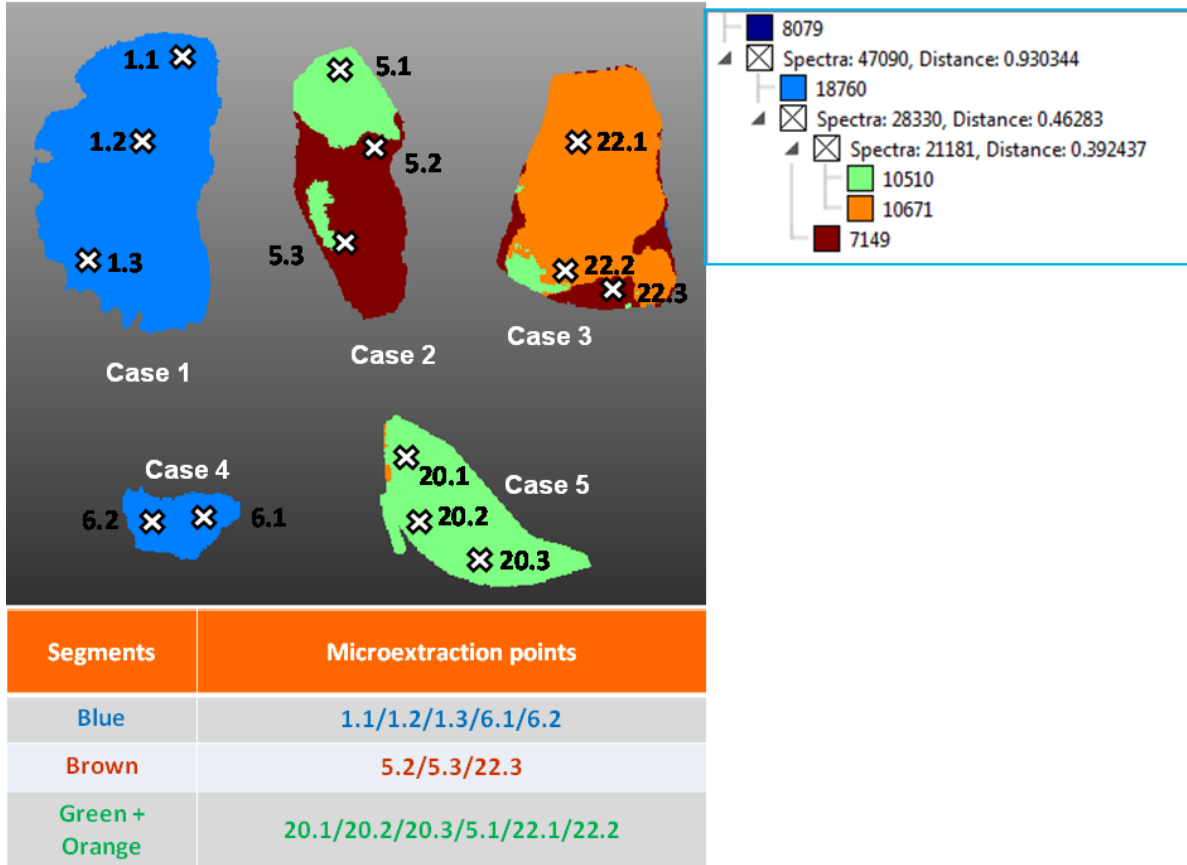 1.1
1.2
1.3
Case 1
5.1
5.2
5.3
Case 2
22.1
22.2
22.3
Case 3
Case 4
6.2
6.1
20.1
20.2
20.3
Case 5
8079
Spectra: 47090, Distance: 0.930344
18760
Spectra: 28330, Distance: 0.46283
Spectra: 21181, Distance: 0.392437
10510
10671
7149
Segments
Microextraction points
Blue
1.1/1.2/1.3/6.1/6.2
Brown
5.2/5.3/22.3
Green +
Orange
20.1/20.2/20.3/5.1/22.1/22.2